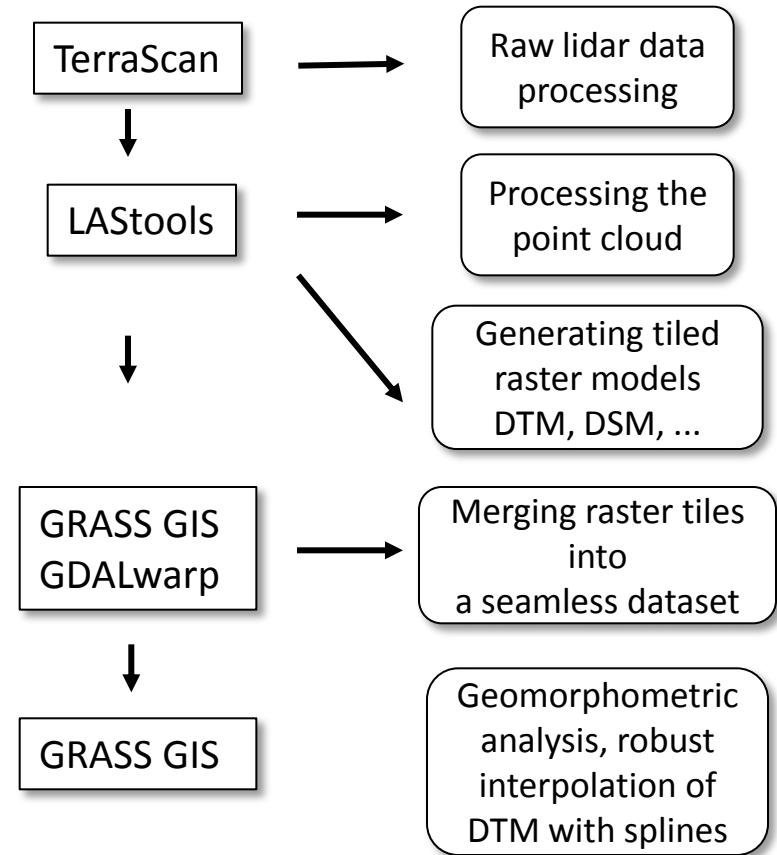 TerraScan
Raw lidar data
processing
LAStools
Processing the
point cloud
Generating tiled
raster models
DTM, DSM, ...
GRASS GIS
GDALwarp
Merging raster tiles
into
a seamless dataset
GRASS GIS
Geomorphometric
analysis, robust
interpolation of
DTM with splines